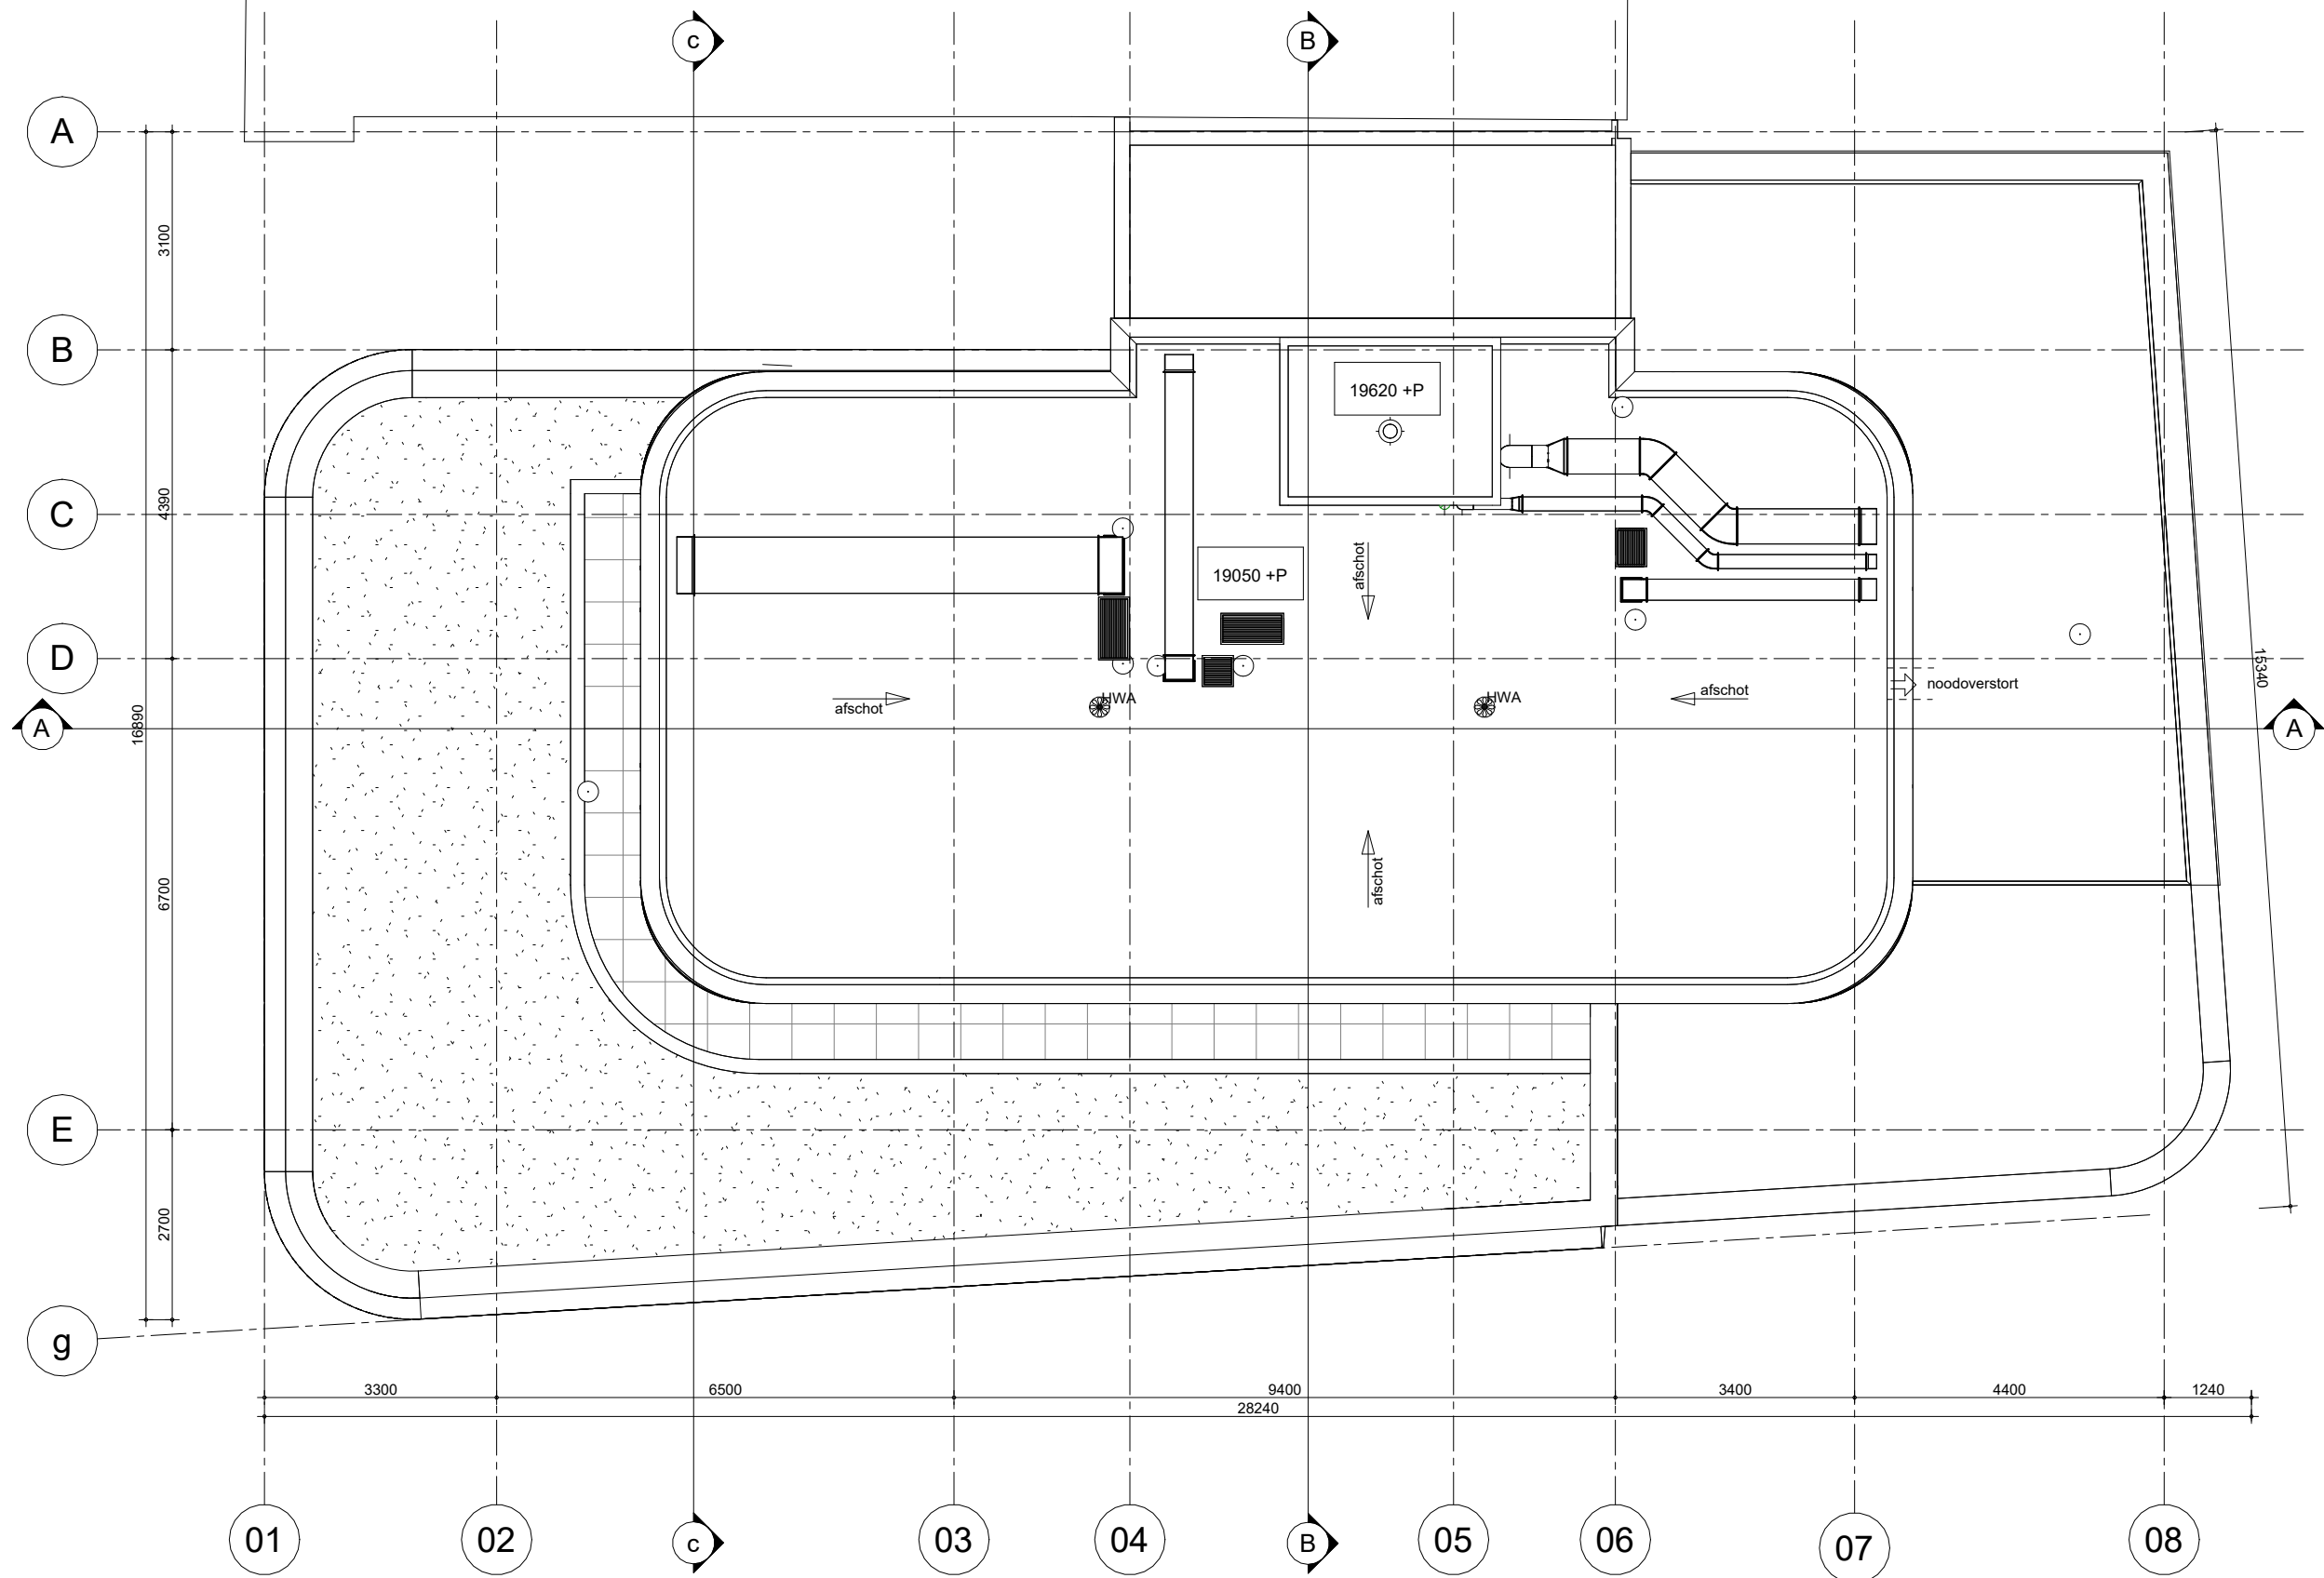 c
B
A
3100
B
19620 +P
C
4390
afschot
19050 +P
D
15340
noodoverstort
afschot
HWA
HWA
afschot
A
16890
A
6700
afschot
E
2700
g
3300
6500
9400
3400
4400
1240
28240
01
02
c
03
04
B
05
06
07
08